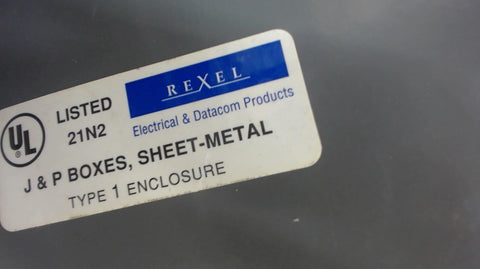 REXEL
Electrical & Datacom Products
UL
®
LISTED
21N2
J & P BOXES, SHEET-METAL
TYPE 1 ENCLOSURE